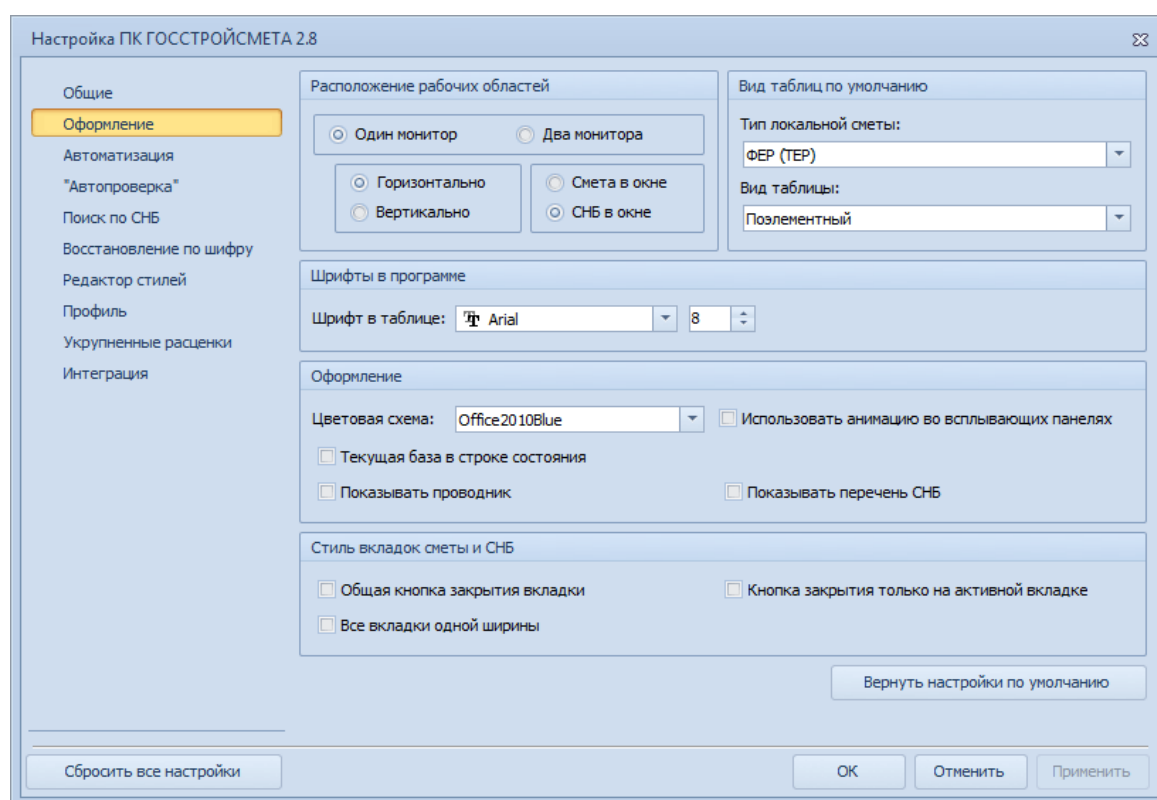 Настройка ПК ГОССТРОЙСМЕТА 2.8
Общие
Оформление
Автоматизация
"Автопроверка"
Поиск по СНБ
Восстановление по шифру
Редактор стилей
Профиль
Укрупненные расценки
Интеграция
Расположение рабочих областей
Один монитор Два монитора
Горизонтально Смета в окне
Вертикально СНБ в окне
Вид таблиц по умолчанию
Тип локальной сметы:
ФЕР (ТЕР)
Вид таблицы:
Поэлементный
Шрифты в программе
Шрифт в таблице: Arial 8
Оформление
Цветовая схема: Office2010Blue Использовать анимацию во всплывающих панелях
Текущая база в строке состояния
Показывать проводник Показывать перечень СНБ
Стиль вкладок сметы и СНБ
Общая кнопка закрытия вкладки Кнопка закрытия только на активной вкладке
Все вкладки одной ширины
Вернуть настройки по умолчанию
Сбросить все настройки OK Отменить Применить